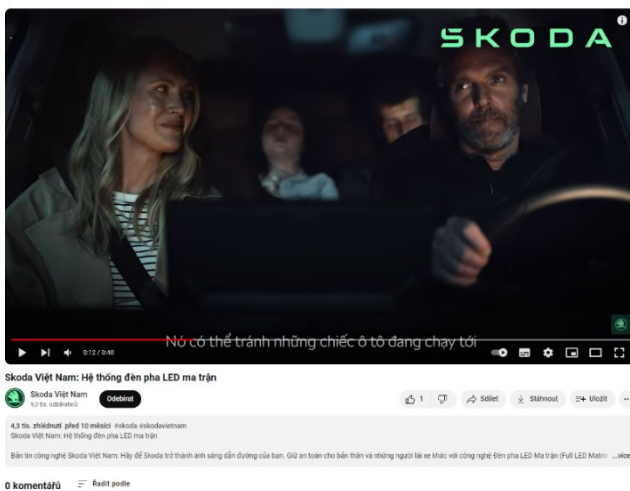 SKODA
Nó có thể tránh những chiếc ô tô đang chạy tới
0:12 / 0:40
Skoda Việt Nam: Hệ thống đèn pha LED ma trận
Skoda Việt Nam
9,2 tis. odběratelů
Odebírat
1
Sdílet
Stáhnout
Uložit
4,3 tis. zhlédnutí před 10 měsíci #skoda #skodavietnam
Skoda Việt Nam: Hệ thống đèn pha LED ma trận
Bản tin công nghệ Skoda Việt Nam: Hãy để Skoda trở thành ánh sáng dẫn đường của bạn. Giữ an toàn cho bản thân và những người lái xe khác với công nghệ Đèn pha LED Ma trận (Full LED Matrix ...více
0 komentářů
Řadit podle